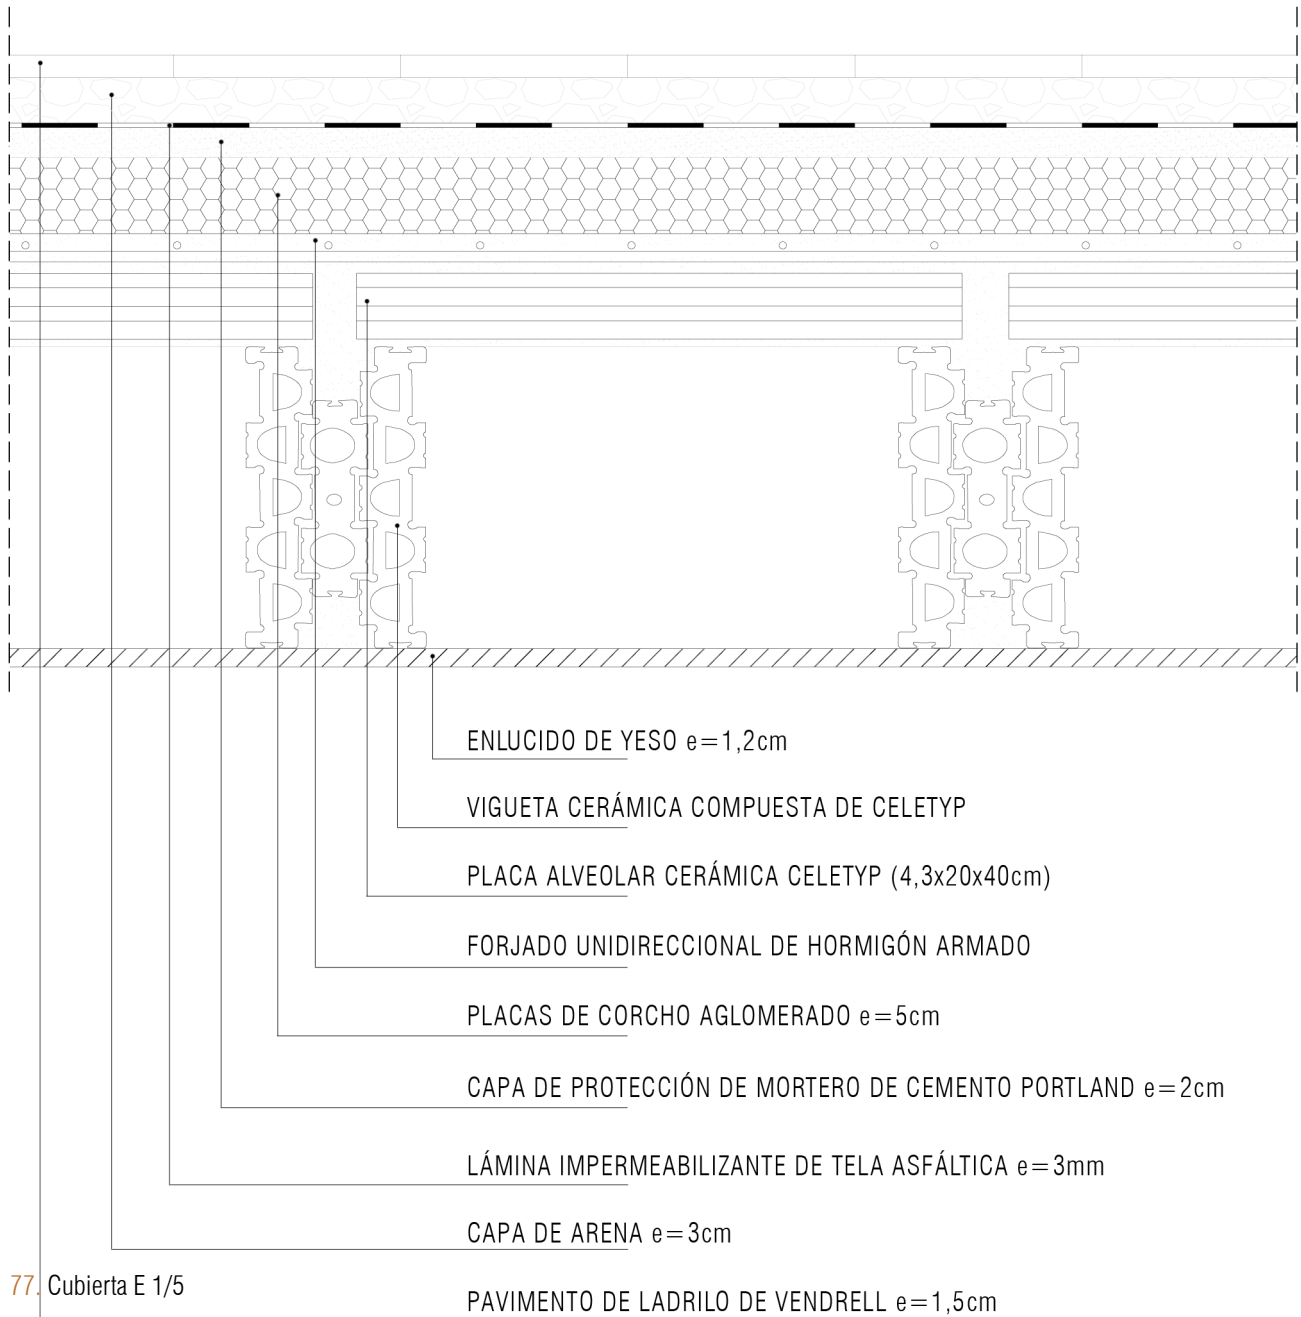 ENLUCIDO DE YESO e=1,2cm
VIGUETA CERÁMICA COMPUESTA DE CELETYP
PLACA ALVEOLAR CERÁMICA CELETYP (4,3x20x40cm)
FORJADO UNIDIRECCIONAL DE HORMIGÓN ARMADO
PLACAS DE CORCHO AGLOMERADO e=5cm
CAPA DE PROTECCIÓN DE MORTERO DE CEMENTO PORTLAND e=2cm
LÁMINA IMPERMEABILIZANTE DE TELA ASFÁLTICA e=3mm
CAPA DE ARENA e=3cm
77. Cubierta E 1/5
PAVIMENTO DE LADRILO DE VENDRELL e=1,5cm